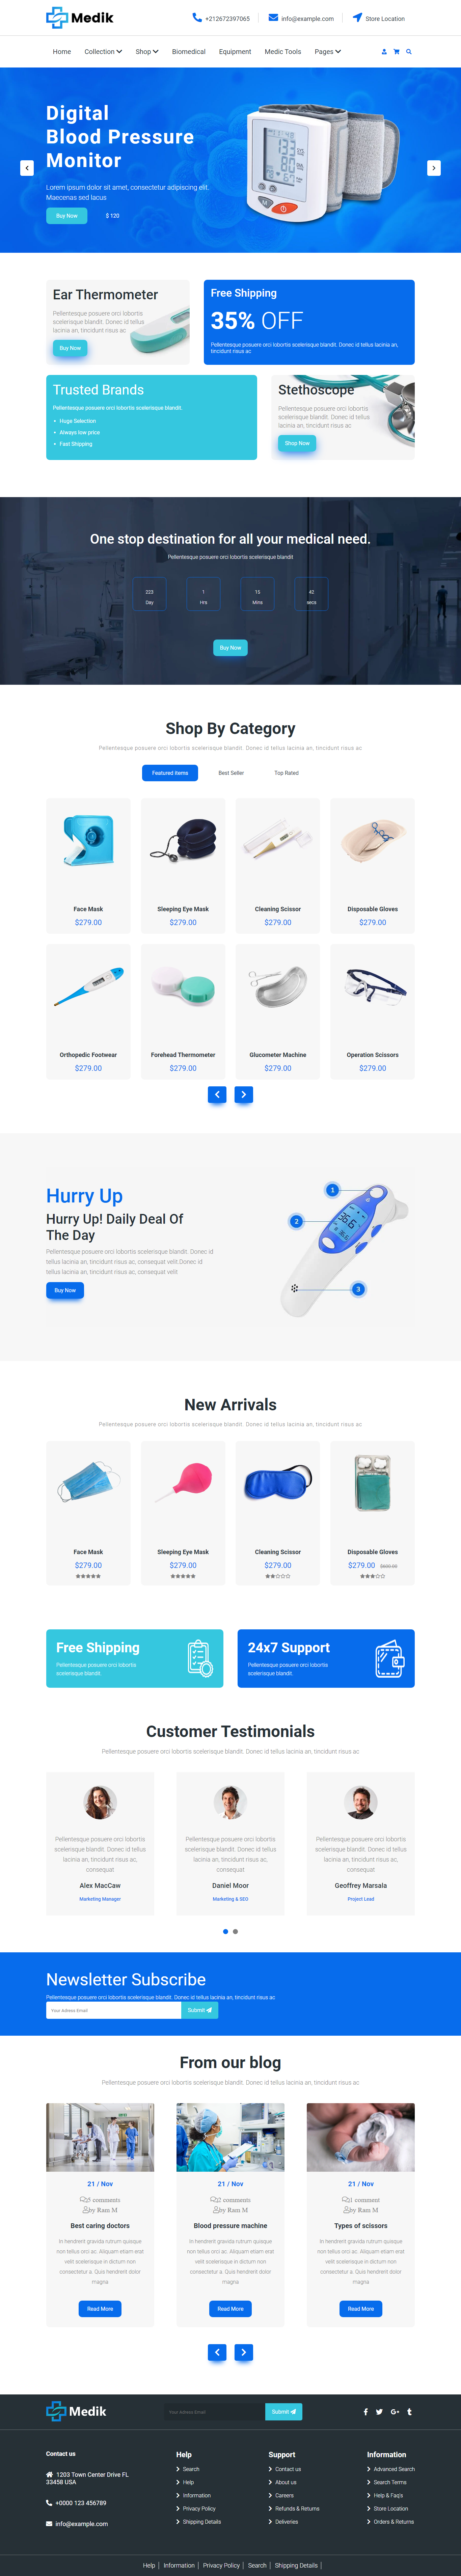 Medik
+212672397065
info@example.com
Store Location
Home
Collection
Shop
Biomedical
Equipment
Medic Tools
Pages
Digital
Blood Pressure
Monitor
Lorem ipsum dolor sit amet, consectetur adipiscing elit.
Maecenas sed lacus
Buy Now
$ 120
Ear Thermometer
Pellentesque posuere orci lobortis
scelerisque blandit. Donec id tellus
lacinia an, tincidunt risus ac
Buy Now
Free Shipping
35% OFF
Pellentesque posuere orci lobortis scelerisque blandit. Donec id tellus lacinia an,
tincidunt risus ac
Trusted Brands
Pellentesque posuere orci lobortis scelerisque blandit.
Huge Selection
Always low price
Fast Shipping
Stethoscope
Pellentesque posuere orci lobortis
scelerisque blandit. Donec id tellus
lacinia an, tincidunt risus ac
Shop Now
One stop destination for all your medical need.
Pellentesque posuere orci lobortis scelerisque blandit
223
Day
1
Hrs
15
Mins
42
secs
Buy Now
Shop By Category
Pellentesque posuere orci lobortis scelerisque blandit. Donec id tellus lacinia an, tincidunt risus ac
Featured items
Best Seller
Top Rated
Face Mask
$279.00
Sleeping Eye Mask
$279.00
Cleaning Scissor
$279.00
Disposable Gloves
$279.00
Orthopedic Footwear
$279.00
Forehead Thermometer
$279.00
Glucometer Machine
$279.00
Operation Scissors
$279.00
Hurry Up
Hurry Up! Daily Deal Of
The Day
Pellentesque posuere orci lobortis scelerisque blandit. Donec id
tellus lacinia an, tincidunt risus ac, consequat velit.Donec id
tellus lacinia an, tincidunt risus ac, consequat velit
Buy Now
1
2
3
New Arrivals
Pellentesque posuere orci lobortis scelerisque blandit. Donec id tellus lacinia an, tincidunt risus ac
Face Mask
$279.00
Sleeping Eye Mask
$279.00
Cleaning Scissor
$279.00
Disposable Gloves
$279.00
Free Shipping
Pellentesque posuere orci lobortis
scelerisque blandit.
24x7 Support
Pellentesque posuere orci lobortis
scelerisque blandit.
Customer Testimonials
Pellentesque posuere orci lobortis scelerisque blandit. Donec id tellus lacinia an, tincidunt risus ac
Pellentesque posuere orci lobortis
scelerisque blandit. Donec id tellus
lacinia an, tincidunt risus ac,
consequat
Alex MacCaw
Marketing Manager
Pellentesque posuere orci lobortis
scelerisque blandit. Donec id tellus
lacinia an, tincidunt risus ac,
consequat
Daniel Moor
Marketing & SEO
Pellentesque posuere orci lobortis
scelerisque blandit. Donec id tellus
lacinia an, tincidunt risus ac,
consequat
Geoffrey Marsala
Project Lead
Newsletter Subscribe
Pellentesque posuere orci lobortis scelerisque blandit. Donec id tellus lacinia an, tincidunt risus ac
Your Adress Email
Submit
From our blog
Pellentesque posuere orci lobortis scelerisque blandit. Donec id tellus lacinia an, tincidunt risus ac
21 / Nov
5 comments
by Ram M
Best caring doctors
In hendrerit gravida rutrum quisque
non tellus orci ac. Aliquam etiam erat
velit scelerisque in dictum non
consectetur a. Quis hendrerit dolor
magna
Read More
21 / Nov
2 comments
by Ram M
Blood pressure machine
In hendrerit gravida rutrum quisque
non tellus orci ac. Aliquam etiam erat
velit scelerisque in dictum non
consectetur a. Quis hendrerit dolor
magna
Read More
21 / Nov
1 comment
by Ram M
Types of scissors
In hendrerit gravida rutrum quisque
non tellus orci ac. Aliquam etiam erat
velit scelerisque in dictum non
consectetur a. Quis hendrerit dolor
magna
Read More
Medik
Your Adress Email
Submit
Contact us
1203 Town Center Drive FL
33458 USA
+0000 123 456789
info@example.com
Help
Search
Help
Information
Privacy Policy
Shipping Details
Support
Contact us
About us
Careers
Refunds & Returns
Deliveries
Information
Advanced Search
Search Terms
Help & Faq's
Store Location
Orders & Returns
Help
Information
Privacy Policy
Search
Shipping Details